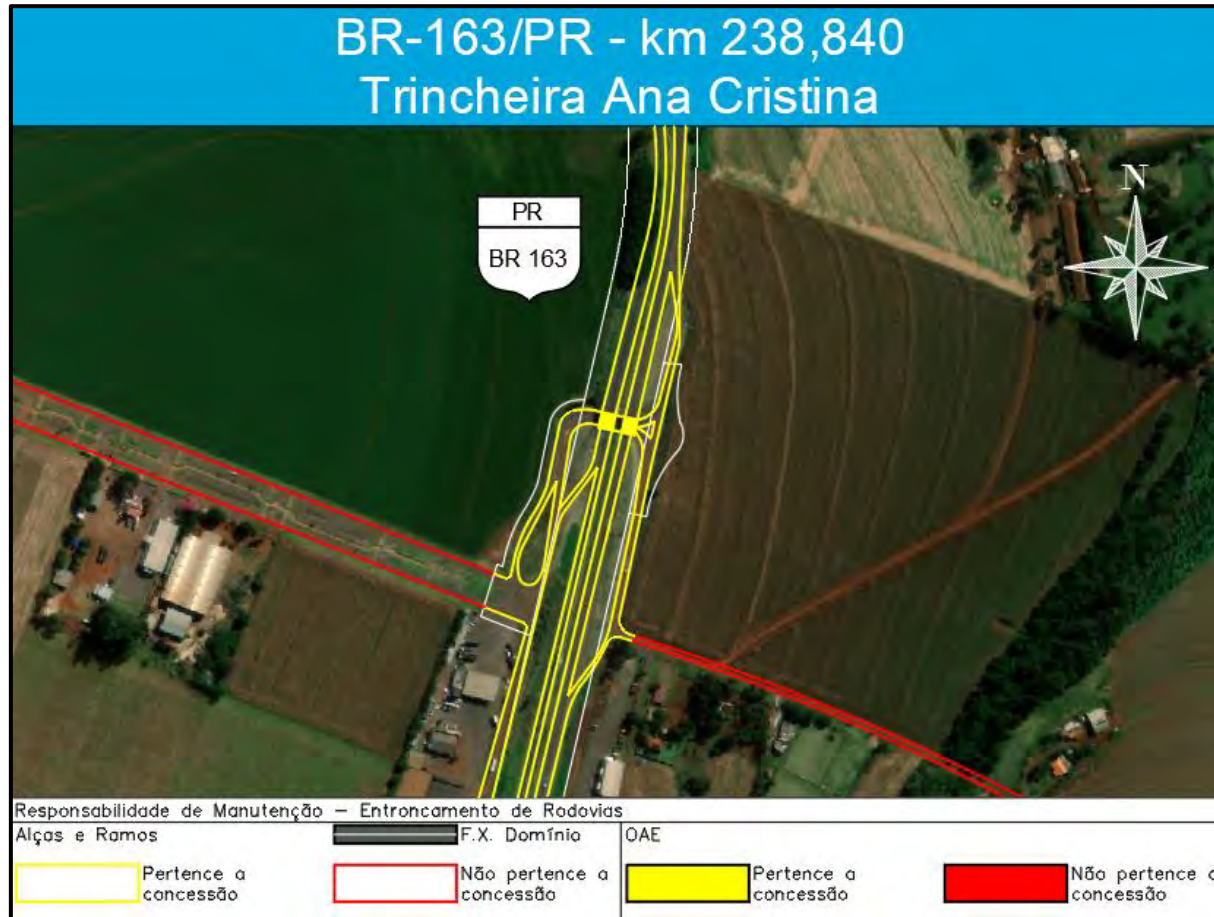 BR-163/PR - km 238,840
Trincheira Ana Cristina
PR
BR 163
N
Responsabilidade de Manutenção – Entroncamento de Rodovias
Alças e Ramos
F.X. Domínio
OAE
Pertence a
concessão
Não pertence a
concessão
Pertence a
concessão
Não pertence a
concessão